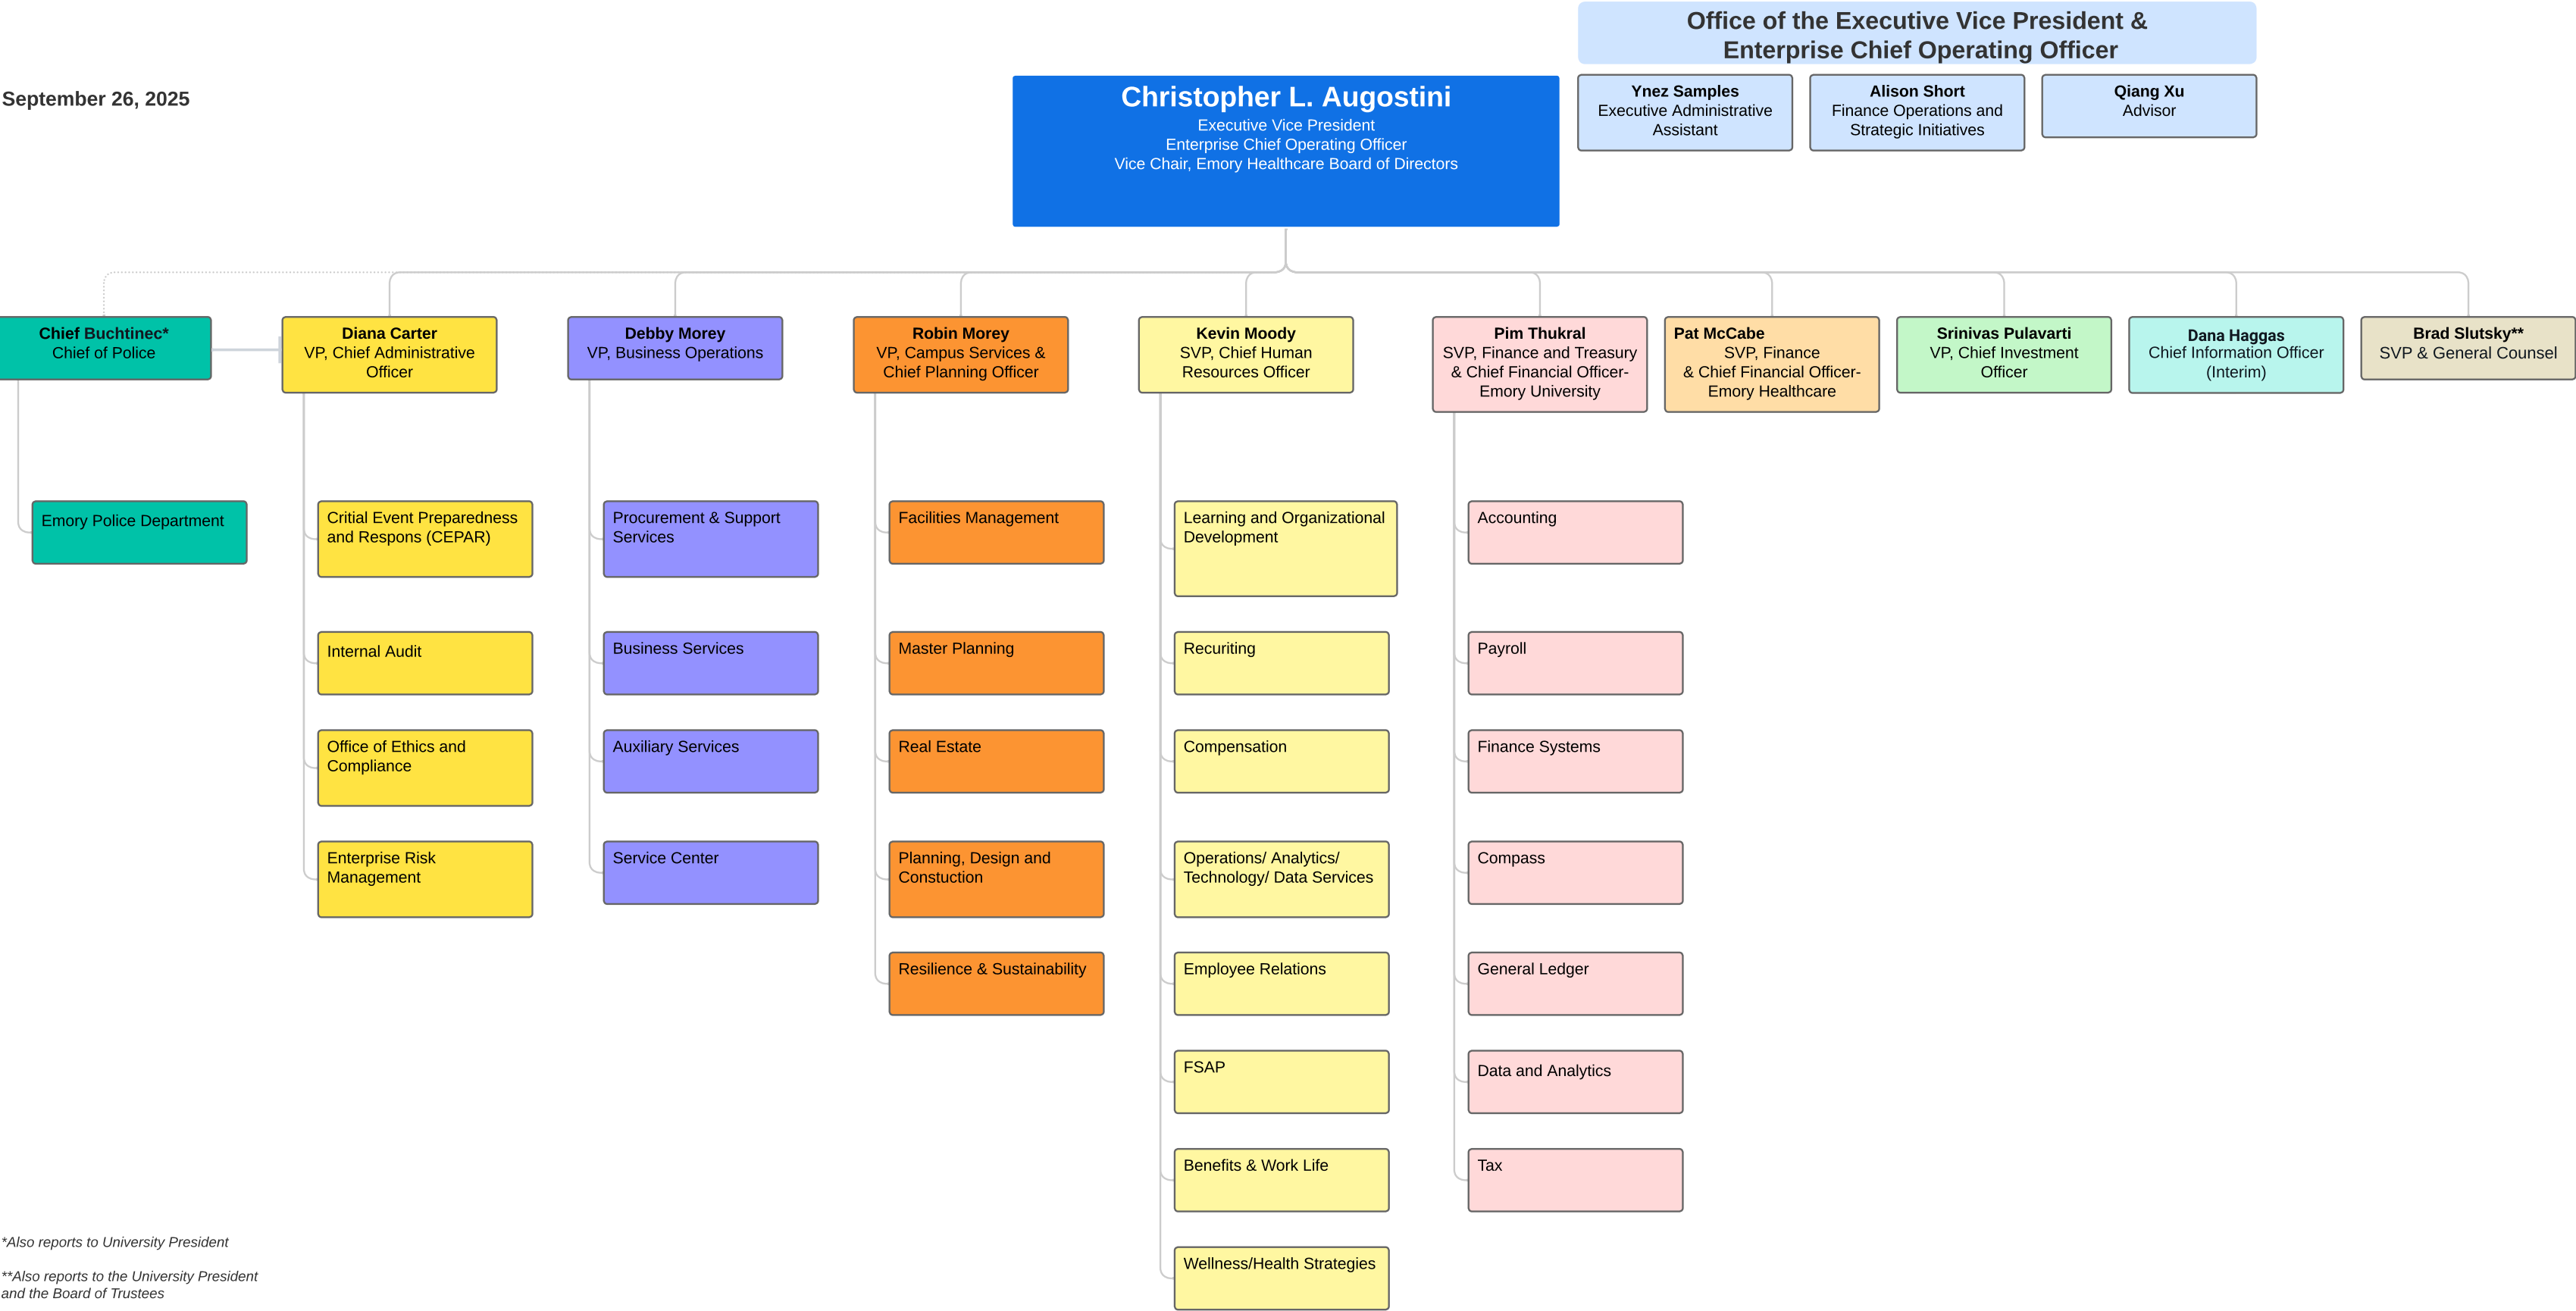 Office of the Executive Vice President &
Enterprise Chief Operating Officer
September 26, 2025
Christopher L. Augostini
Executive Vice President
Enterprise Chief Operating Officer
Vice Chair, Emory Healthcare Board of Directors
Ynez Samples
Executive Administrative
Assistant
Alison Short
Finance Operations and
Strategic Initiatives
Qiang Xu
Advisor
Chief Buchtinec*
Chief of Police
Diana Carter
VP, Chief Administrative
Officer
Debby Morey
VP, Business Operations
Robin Morey
VP, Campus Services &
Chief Planning Officer
Kevin Moody
SVP, Chief Human
Resources Officer
Pim Thukral
SVP, Finance and Treasury
& Chief Financial Officer-
Emory University
Pat McCabe
SVP, Finance
& Chief Financial Officer-
Emory Healthcare
Srinivas Pulavarti
VP, Chief Investment
Officer
Dana Haggas
Chief Information Officer
(Interim)
Brad Slutsky**
SVP & General Counsel
Emory Police Department
Critial Event Preparedness
and Respons (CEPAR)
Internal Audit
Office of Ethics and
Compliance
Enterprise Risk
Management
Procurement & Support
Services
Business Services
Auxiliary Services
Service Center
Facilities Management
Master Planning
Real Estate
Planning, Design and
Constuction
Resilience & Sustainability
Learning and Organizational
Development
Recuriting
Compensation
Operations/ Analytics/
Technology/ Data Services
Employee Relations
FSAP
Benefits & Work Life
Wellness/Health Strategies
Accounting
Payroll
Finance Systems
Compass
General Ledger
Data and Analytics
Tax
*Also reports to University President
**Also reports to the University President
and the Board of Trustees